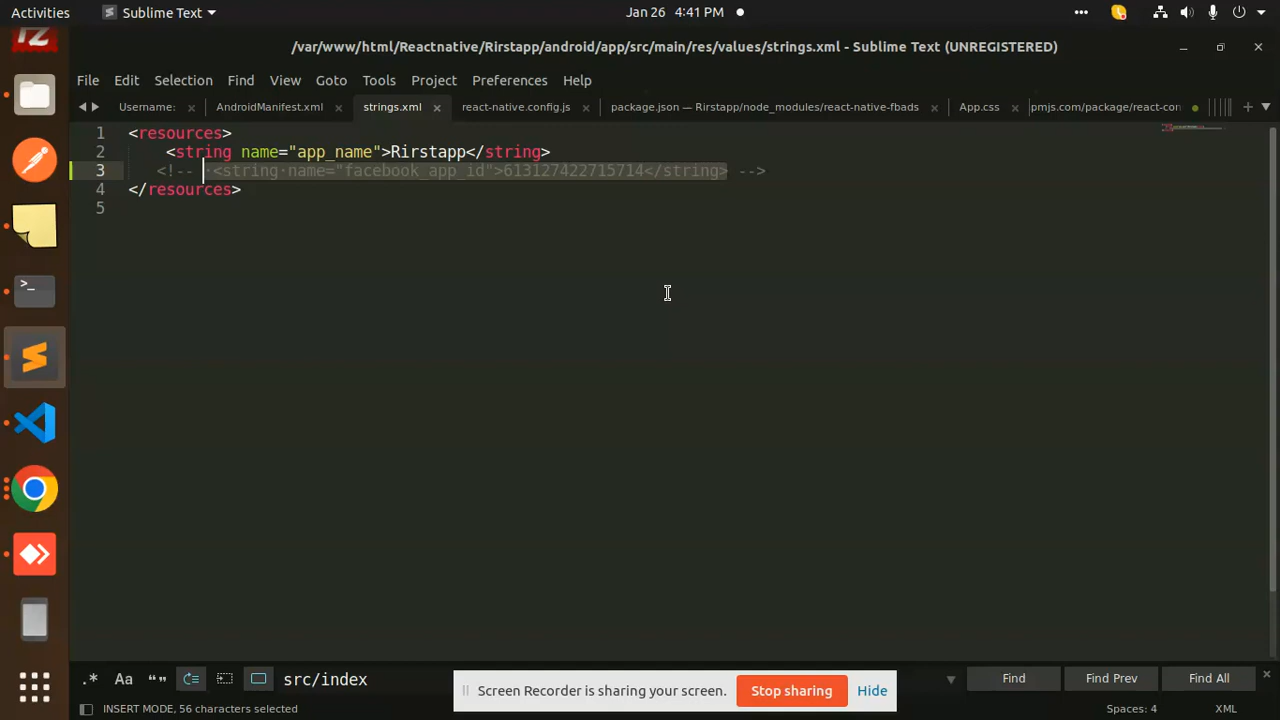 Activities Sublime Text Jan 26 4:41 PM
/var/www/html/Reactnative/Rirstapp/android/app/src/main/res/values/strings.xml - Sublime Text (UNREGISTERED)
File Edit Selection Find View Goto Tools Project Preferences Help
Username: AndroidManifest.xml strings.xml react-native.config.js package.json — Rirstapp/node_modules/react-native-fbads App.css pmjs.com/package/react-con
1 <resources>
2 <string name="app_name">Rirstapp</string>
3 <!-- <string name="facebook_app_id">613127422715714</string> -->
4 </resources>
5
.* Aa “” src/index Find Find Prev Find All
Screen Recorder is sharing your screen. Stop sharing Hide
INSERT MODE, 56 characters selected Spaces: 4 XML